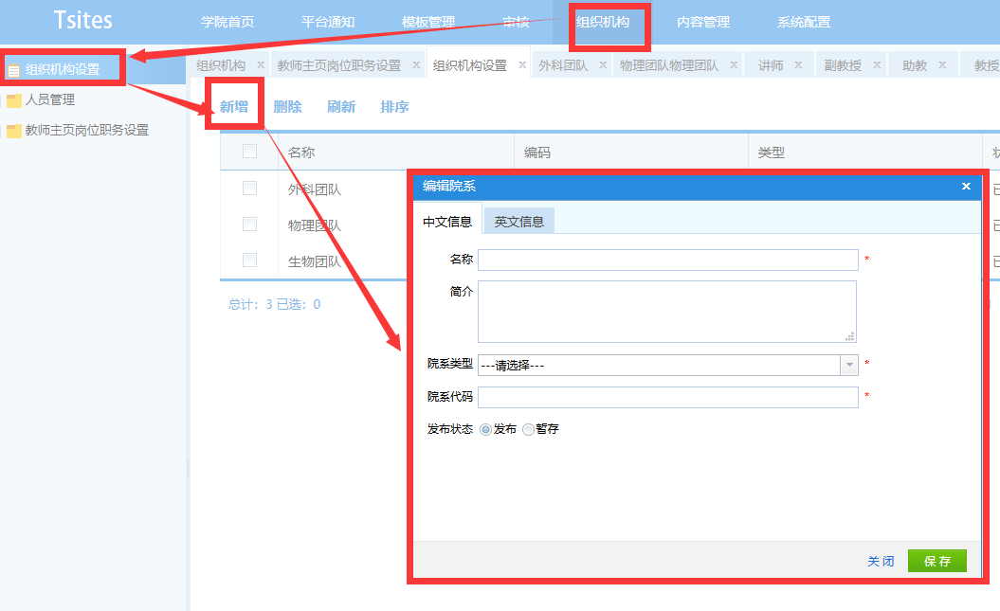 Tsites
学院首页 平台通知 模板管理 审核 组织机构 内容管理 系统配置
组织机构设置
人员管理
教师主页岗位职务设置
组织机构 x 教师主页岗位职务设置 x 组织机构设置 x 外科团队 x 物理团队物理团队 x 讲师 x 副教授 x 助教 x 教授
新增 删除 刷新 排序
名称 编码 类型
外科团队
物理团队
生物团队
总计：3 已选：0
编辑院系 ×
中文信息 英文信息
名称 *
简介
院系类型 ---请选择--- *
院系代码 *
发布状态 发布 暂存
关闭 保存